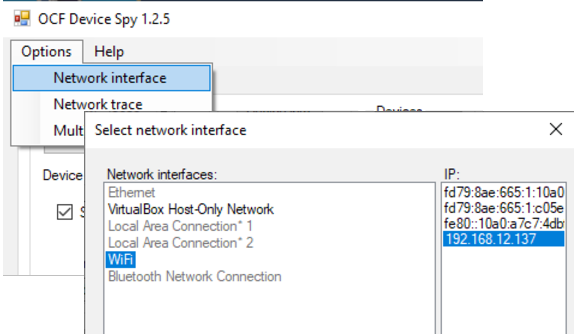 OCF Device Spy 1.2.5
Options Help
Network interface
Network trace
Mult
Select network interface
Device
Network interfaces:
IP:
Ethernet
VirtualBox Host-Only Network
Local Area Connection* 1
Local Area Connection* 2
WiFi
Bluetooth Network Connection
fd79:8ae:665:1:10a0
fd79:8ae:665:1:c05e
fe80::10a0:a7c7:4db
192.168.12.137